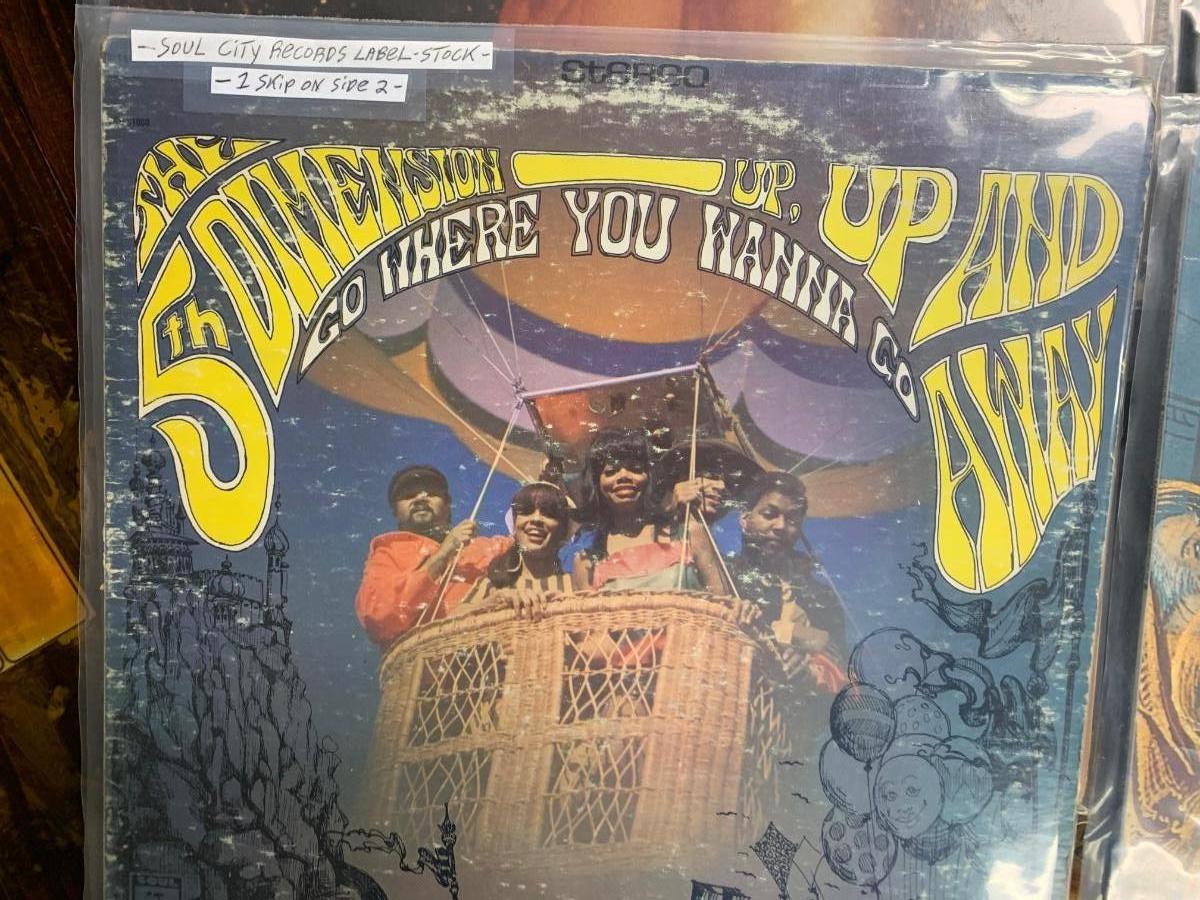 - SOUL CITY RECORDS LABEL-STOCK -
- 1 SKIP ON SIDE 2 -
Stereo
THE 5th DIMENSION — UP, UP AND AWAY
GO WHERE YOU WANNA GO
SOUL